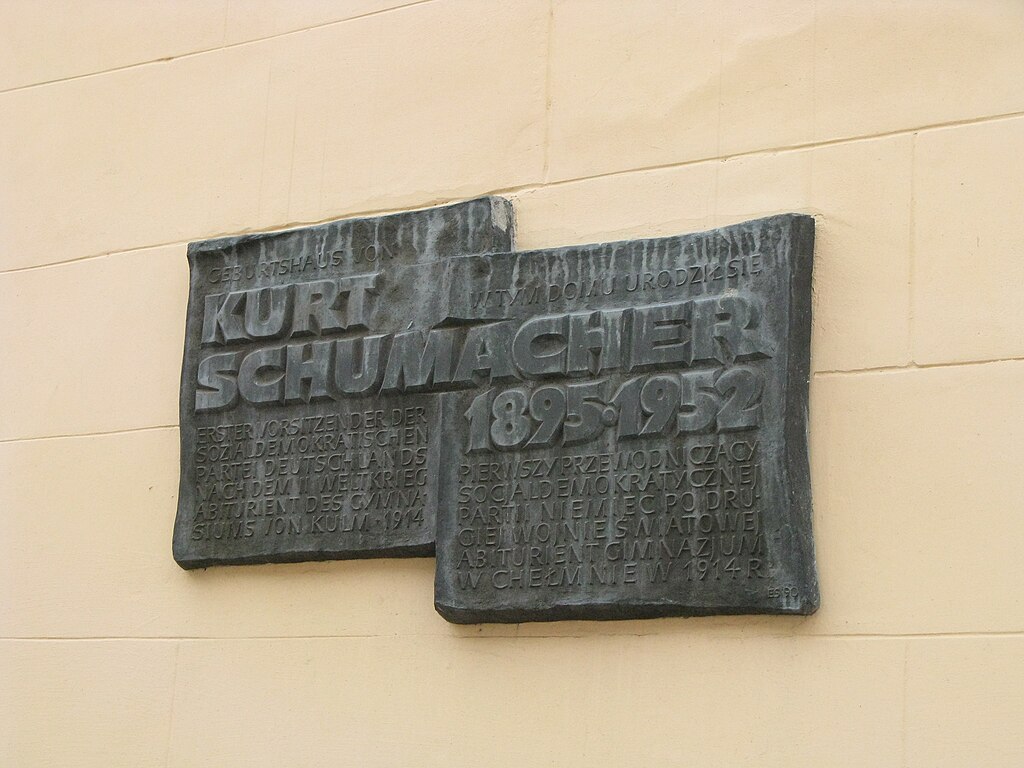 GEBURTSHAUS VON
W TYM DOMU URODZIŁ SIĘ
KURT
SCHUMACHER
1895·1952
ERSTER VORSITZENDER DER
SOZIALDEMOKRATISCHEN
PARTEI DEUTSCHLANDS
NACH DEM II WELTKRIEG
ABITURIENT DES GYMNA-
SIUMS VON KULM · 1914
PIERWSZY PRZEWODNICZĄCY
SOCJALDEMOKRATYCZNEJ
PARTII NIEMIEC PO DRU-
GIEJ WOJNIE ŚWIATOWEJ
ABITURIENT GIMNAZJUM
W CHEŁMNIE W 1914 R.